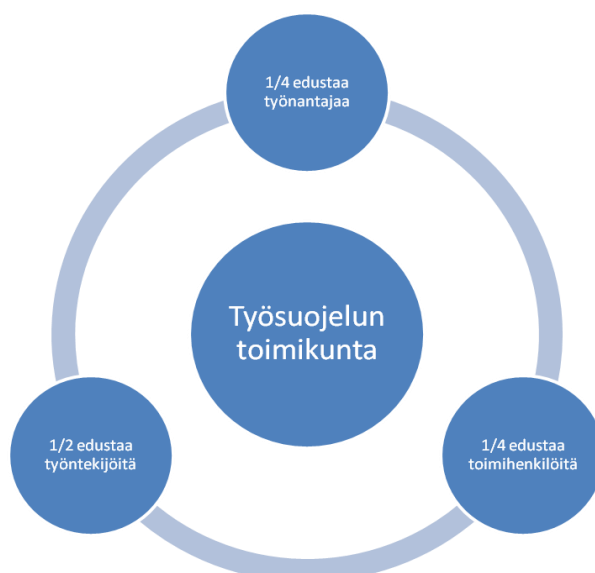 1/4 edustaa
työnantajaa
Työsuojelun
toimikunta
1/2 edustaa
työntekijöitä
1/4 edustaa
toimihenkilöitä